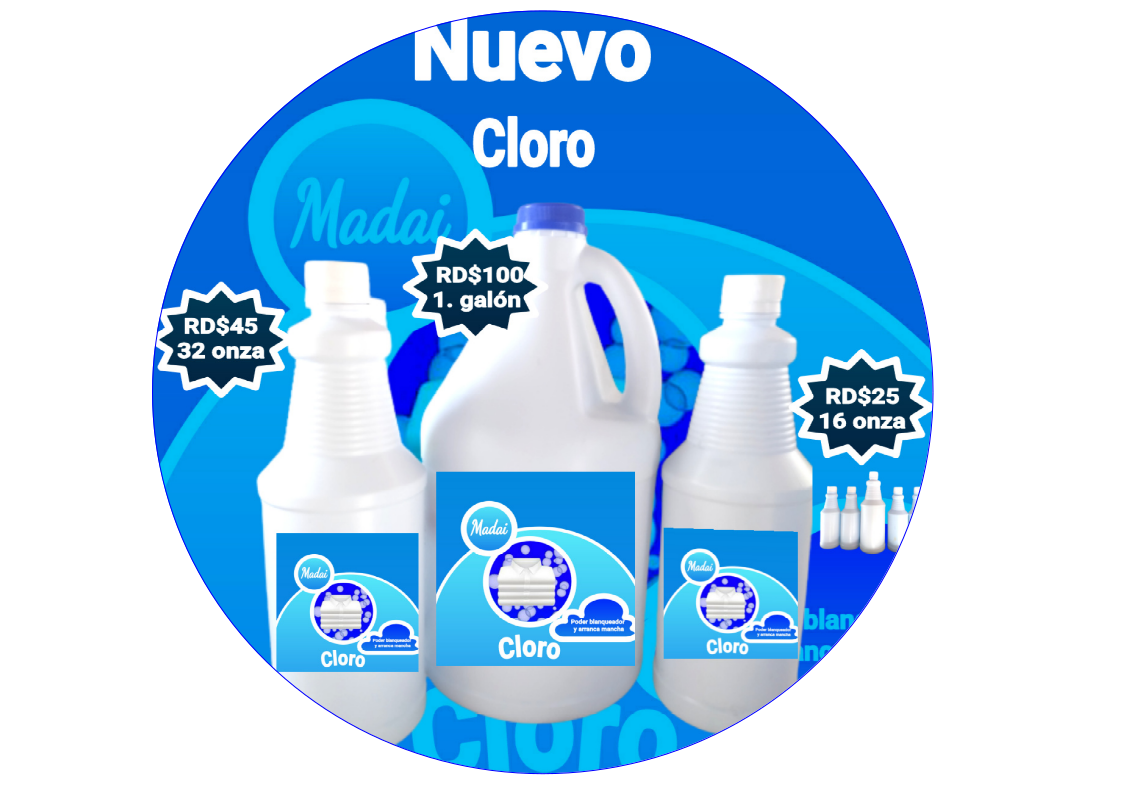 Nuevo
Cloro
Madai
RD$100
1. galón
RD$45
32 onza
RD$25
16 onza
Madai
Poder blanqueador
y arranca mancha
Cloro
Madai
Poder blanqueador
y arranca mancha
Cloro
Madai
Poder blanqueador
y arranca mancha
Cloro
Cloro